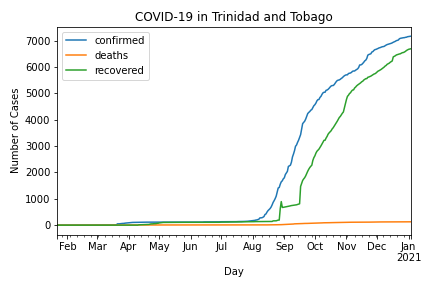 COVID-19 in Trinidad and Tobago
confirmed
deaths
recovered
Number of Cases
7000
6000
5000
4000
3000
2000
1000
0
Feb Mar Apr May Jun Jul Aug Sep Oct Nov Dec Jan
2021
Day